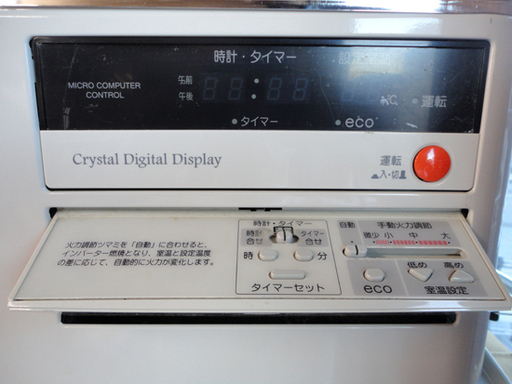 時計・タイマー
午前
午後
MICRO COMPUTER
CONTROL
℃
運転
タイマー
eco
Crystal Digital Display
運転
入・切
火力調節ツマミを「自動」に合わせると、
インバーター燃焼となり、室温と設定温度
の差に応じて、自動的に火力が変化します。
時計・タイマー
時計合せ
タイマー合せ
時
分
タイマーセット
自動
手動火力調節
微少 小 中 大
eco
低め
高め
室温設定